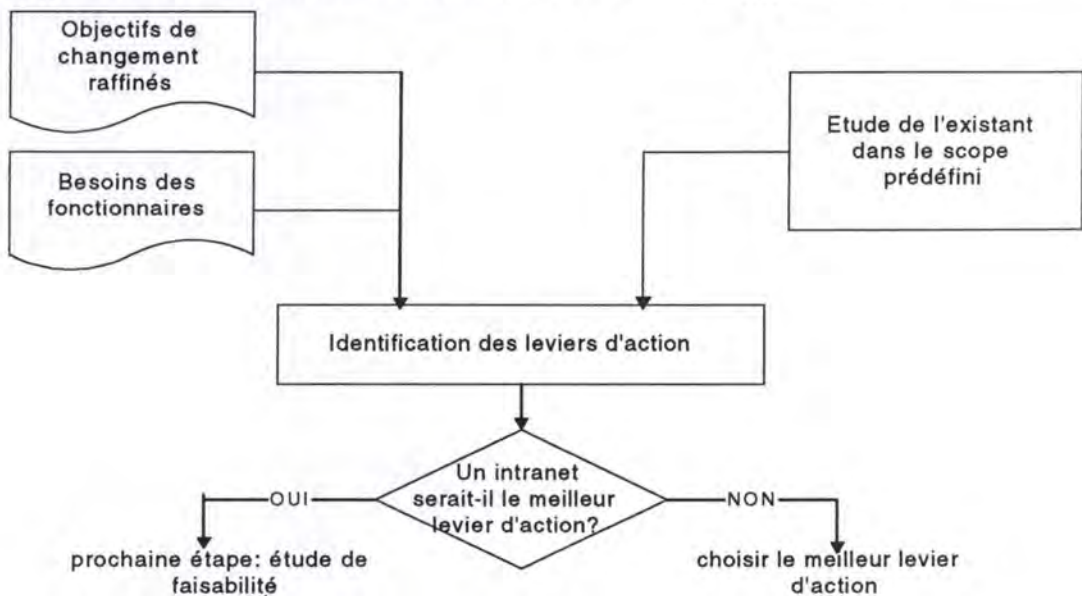 Objectifs de
changement
raffinés
Besoins des
fonctionnaires
Etude de l'existant
dans le scope
prédéfini
Identification des leviers d'action
Un intranet
serait-il le meilleur
levier d'action?
OUI
NON
prochaine étape: étude de
faisabilité
choisir le meilleur levier
d'action